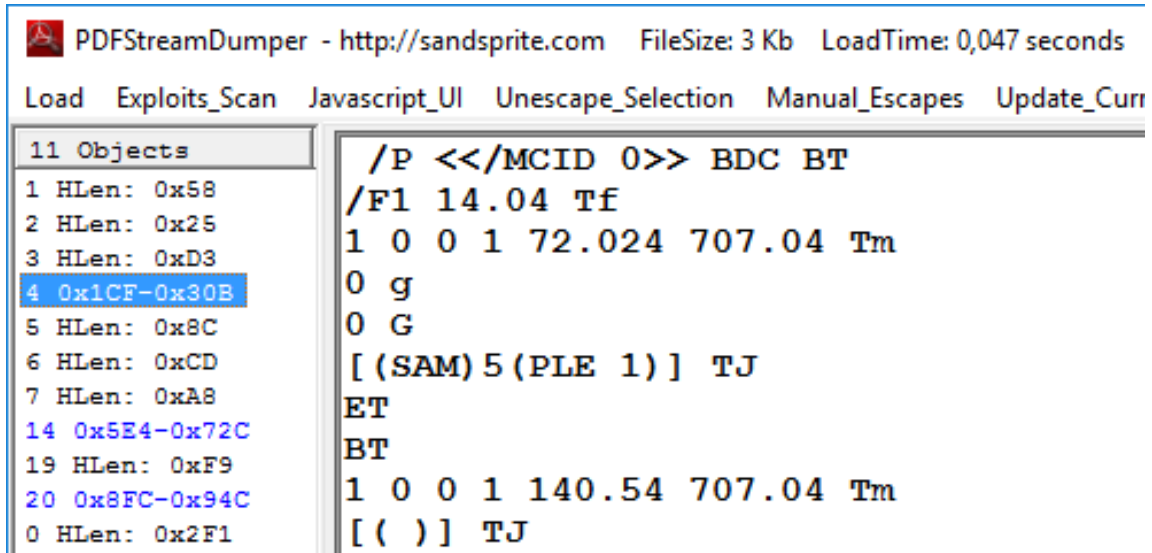 PDFStreamDumper - http://sandsprite.com FileSize: 3 Kb LoadTime: 0,047 seconds
Load Exploits_Scan Javascript_UI Unescape_Selection Manual_Escapes Update_Curr
11 Objects
1 HLen: 0x58
2 HLen: 0x25
3 HLen: 0xD3
4 0x1CF-0x30B
5 HLen: 0x8C
6 HLen: 0xCD
7 HLen: 0xA8
14 0x5E4-0x72C
19 HLen: 0xF9
20 0x8FC-0x94C
0 HLen: 0x2F1
/P <</MCID 0>> BDC BT
/F1 14.04 Tf
1 0 0 1 72.024 707.04 Tm
0 g
0 G
[(SAM)5(PLE 1)] TJ
ET
BT
1 0 0 1 140.54 707.04 Tm
[( )] TJ